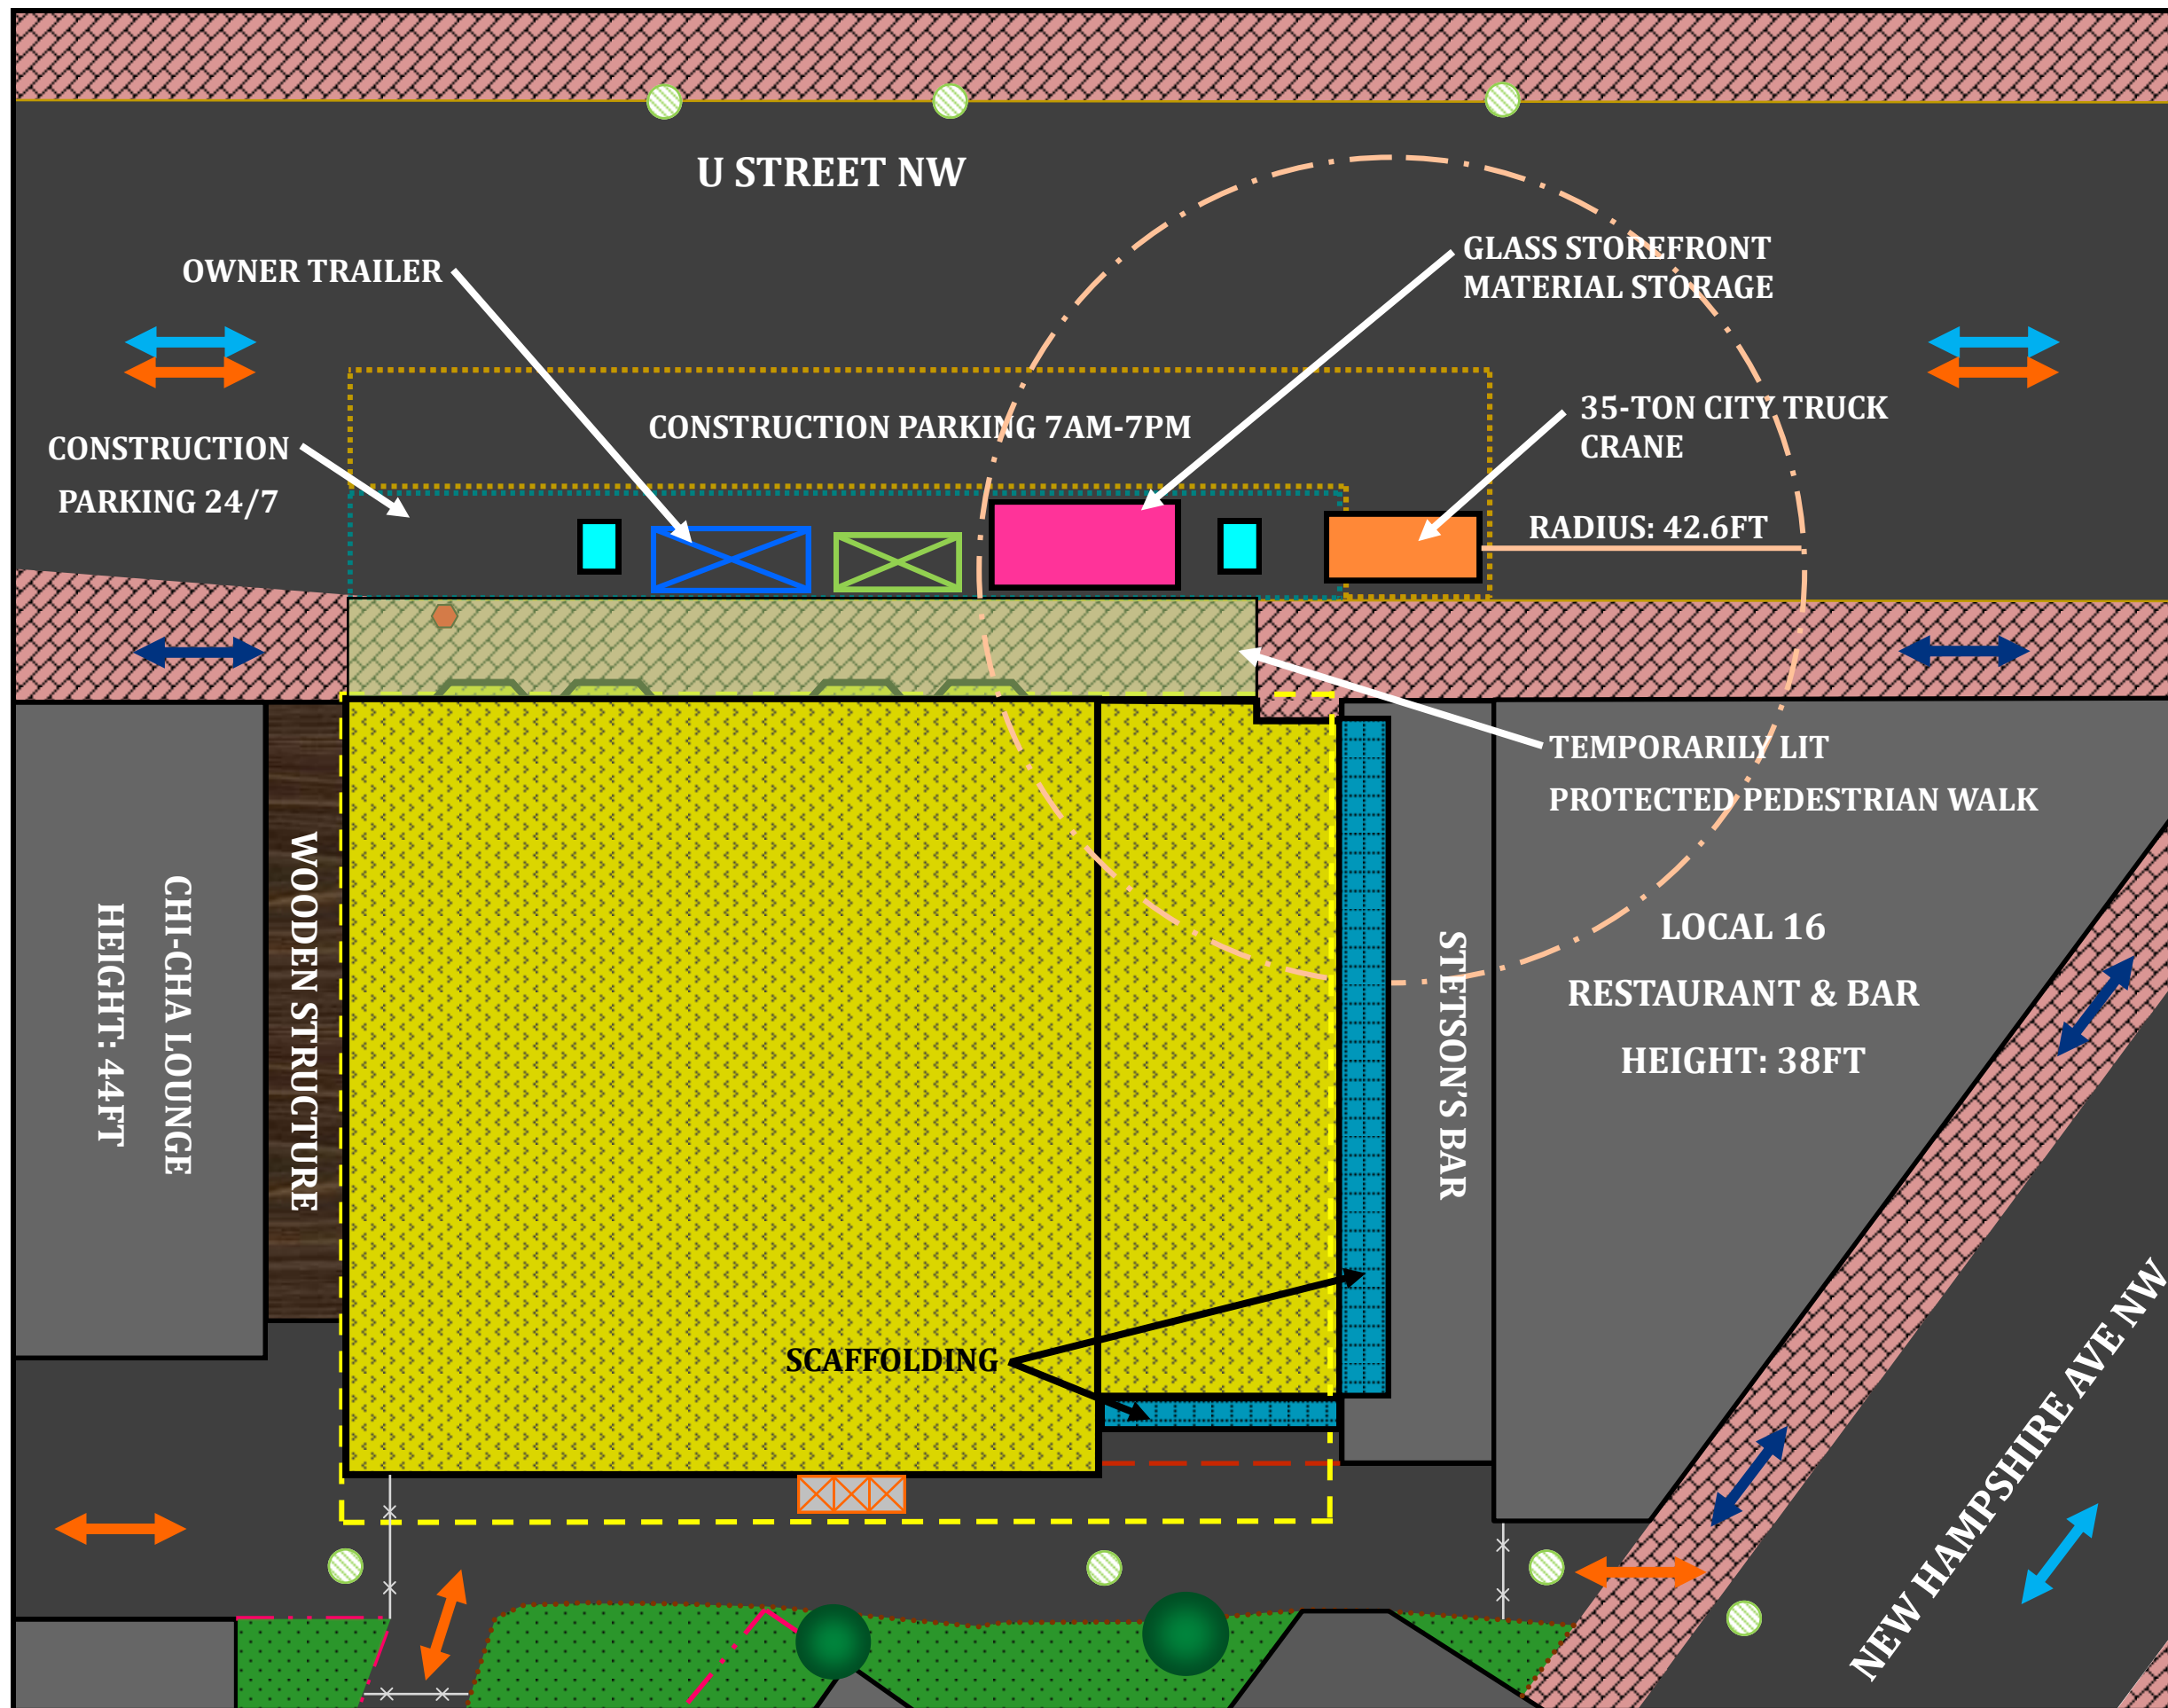 U STREET NW
OWNER TRAILER
GLASS STOREFRONT
MATERIAL STORAGE
CONSTRUCTION PARKING 7AM-7PM
35-TON CITY TRUCK
CRANE
CONSTRUCTION
PARKING 24/7
RADIUS: 42.6FT
TEMPORARILY LIT
PROTECTED PEDESTRIAN WALK
CHI-CHA LOUNGE
HEIGHT: 44FT
WOODEN STRUCTURE
STETSON'S BAR
LOCAL 16
RESTAURANT & BAR
HEIGHT: 38FT
SCAFFOLDING
NEW HAMPSHIRE AVE NW